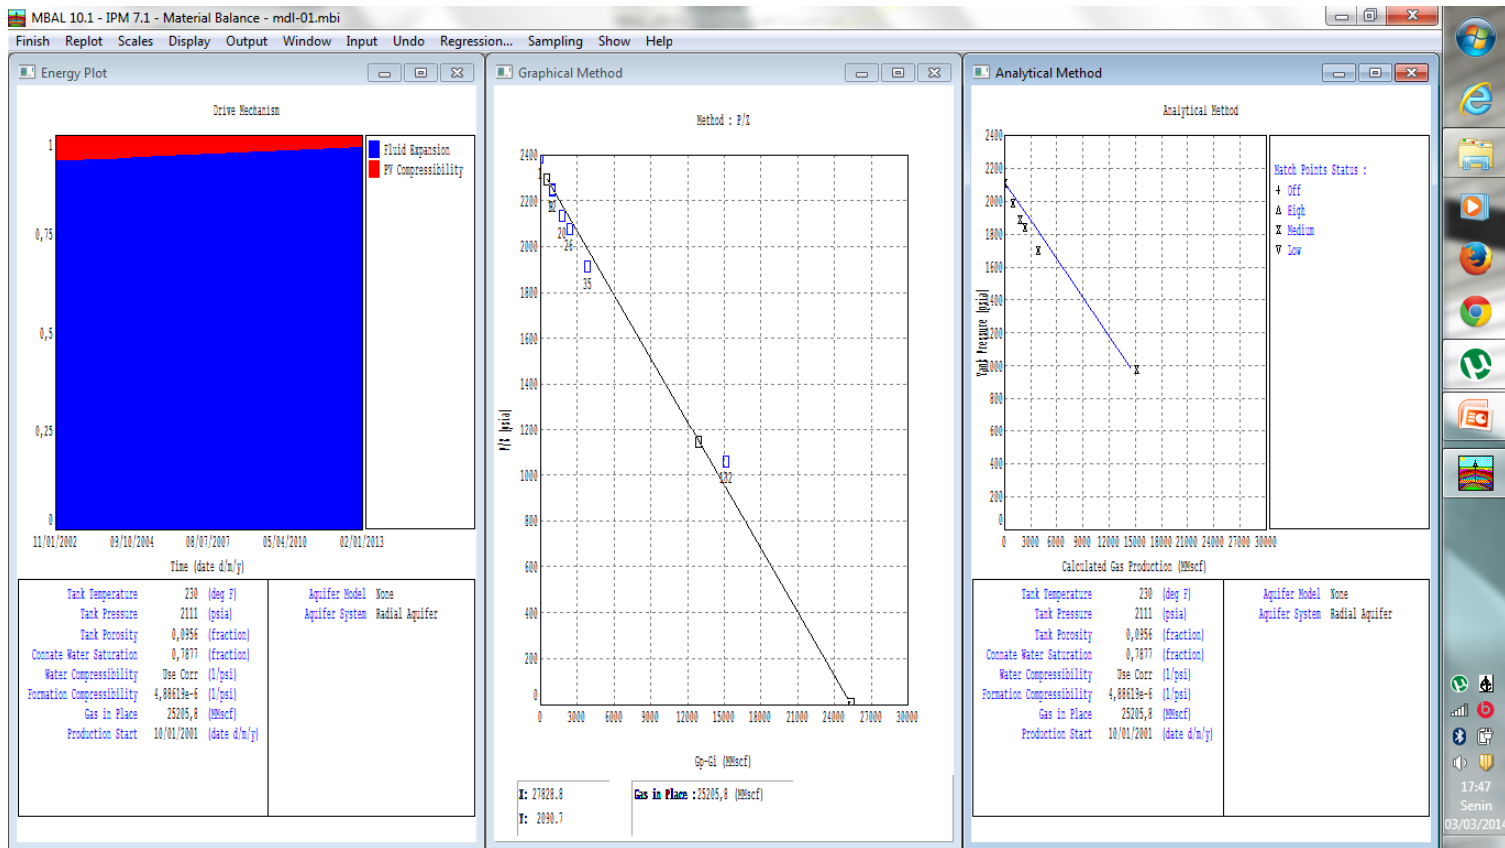 MBAL 10.1 - IPM 7.1 - Material Balance - mdl-01.mbi
Finish Replot Scales Display Output Window Input Undo Regression... Sampling Show Help
Energy Plot
Drive Mechanism
Fluid Expansion
PV Compressibility
1
0,75
0,5
0,25
0
11/01/2002 09/10/2004 08/07/2007 05/04/2010 02/01/2013
Time (date d/m/y)
Tank Temperature 230 (deg F)
Tank Pressure 2111 (psia)
Tank Porosity 0,0956 (fraction)
Connate Water Saturation 0,7877 (fraction)
Water Compressibility Use Corr (1/psi)
Formation Compressibility 4,88619e-6 (1/psi)
Gas in Place 25205,8 (MMscf)
Production Start 10/01/2001 (date d/m/y)
Aquifer Model None
Aquifer System Radial Aquifer
Graphical Method
Method : P/Z
2400
2200
2000
1800
1600
1400
1200
1000
800
600
400
200
0
20
26
35
132
P/Z (psia)
0 3000 6000 9000 12000 15000 18000 21000 24000 27000 30000
Gp-Gi (MMscf)
X: 27828.8
Y: 2090.7
Gas in Place :25205,8 (MMscf)
Analytical Method
Analytical Method
2400
2200
2000
1800
1600
1400
1200
1000
800
600
400
200
0
Tank Pressure (psia)
0 3000 6000 9000 12000 15000 18000 21000 24000 27000 30000
Calculated Gas Production (MMscf)
Match Points Status :
Off
High
Medium
Low
Tank Temperature 230 (deg F)
Tank Pressure 2111 (psia)
Tank Porosity 0,0956 (fraction)
Connate Water Saturation 0,7877 (fraction)
Water Compressibility Use Corr (1/psi)
Formation Compressibility 4,88619e-6 (1/psi)
Gas in Place 25205,8 (MMscf)
Production Start 10/01/2001 (date d/m/y)
Aquifer Model None
Aquifer System Radial Aquifer
17:47
Senin
03/03/2014